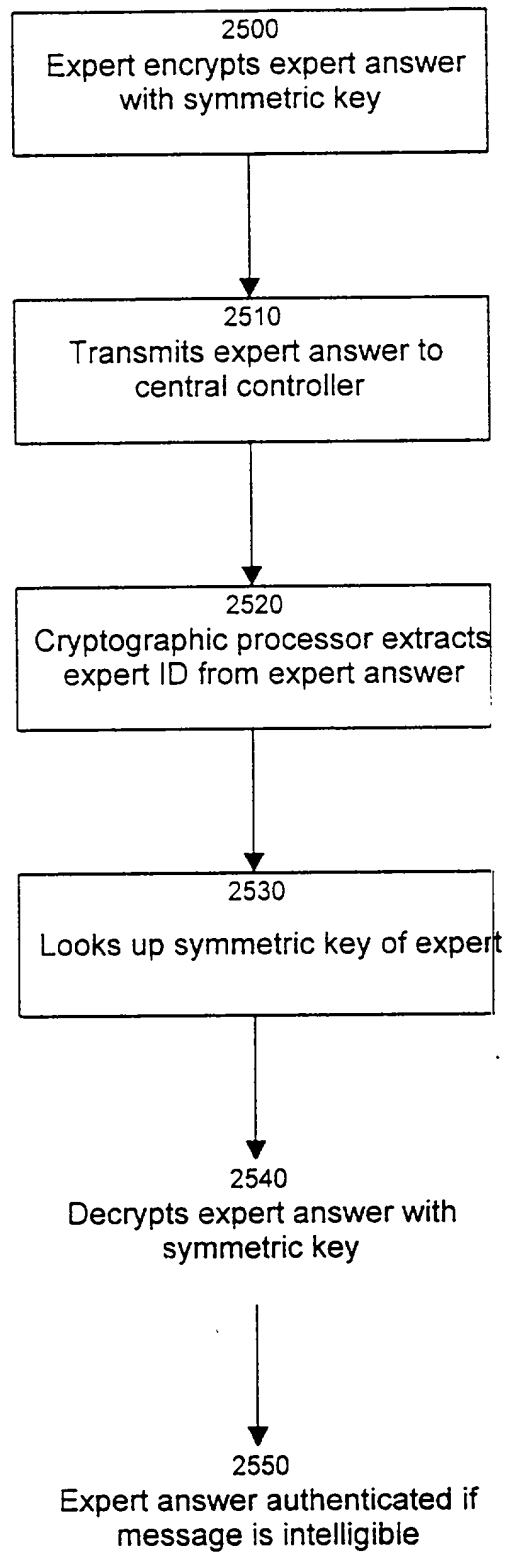 2500
Expert encrypts expert answer
with symmetric key
2510
Transmits expert answer to
central controller
2520
Cryptographic processor extracts
expert ID from expert answer
2530
Looks up symmetric key of expert
2540
Decrypts expert answer with
symmetric key
2550
Expert answer authenticated if
message is intelligible